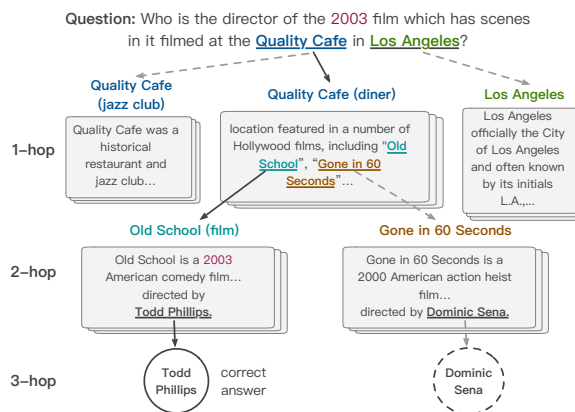 Question: Who is the director of the 2003 film which has scenes
in it filmed at the Quality Cafe in Los Angeles?
Quality Cafe
(jazz club)
Quality Cafe (diner)
Los Angeles
1-hop
Quality Cafe was a
historical
restaurant and
jazz club...
location featured in a number of
Hollywood films, including "Old
School", "Gone in 60
Seconds"...
Los Angeles
officially the City
of Los Angeles
and often known
by its initials
L.A.,...
Old School (film)
Gone in 60 Seconds
2-hop
Old School is a 2003
American comedy film...
directed by
Todd Phillips.
Gone in 60 Seconds is a
2000 American action heist
film...
directed by Dominic Sena.
3-hop
Todd
Phillips
correct
answer
Dominic
Sena